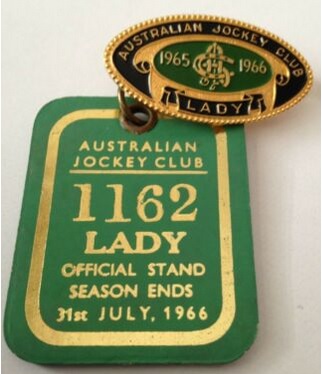 AUSTRALIAN JOCKEY CLUB
1965 1966
LADY
AUSTRALIAN
JOCKEY CLUB
1162
LADY
OFFICIAL STAND
SEASON ENDS
31st JULY, 1966